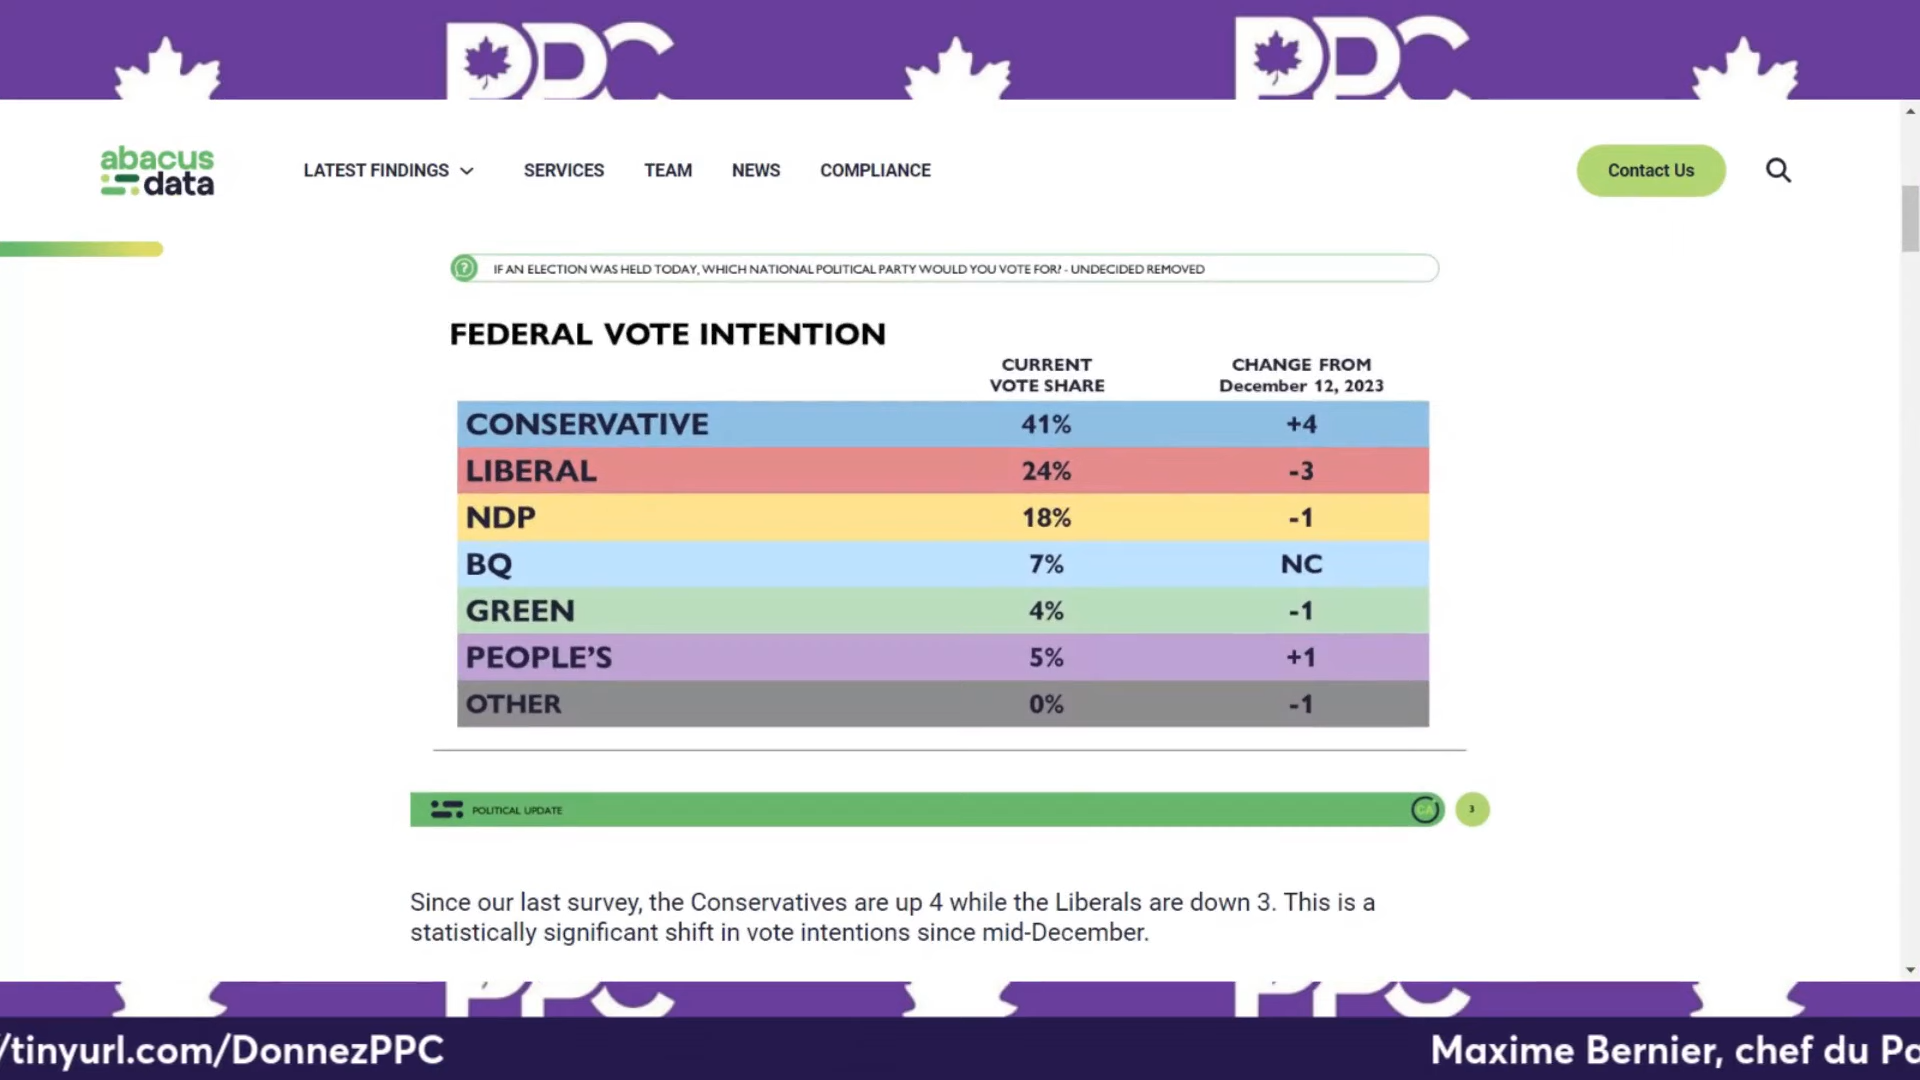 PPC PPC
abacus
data
LATEST FINDINGS SERVICES TEAM NEWS COMPLIANCE Contact Us
IF AN ELECTION WAS HELD TODAY, WHICH NATIONAL POLITICAL PARTY WOULD YOU VOTE FOR? - UNDECIDED REMOVED
FEDERAL VOTE INTENTION
CURRENT VOTE SHARE CHANGE FROM December 12, 2023
CONSERVATIVE 41% +4
LIBERAL 24% -3
NDP 18% -1
BQ 7% NC
GREEN 4% -1
PEOPLE'S 5% +1
OTHER 0% -1
POLITICAL UPDATE 3
Since our last survey, the Conservatives are up 4 while the Liberals are down 3. This is a
statistically significant shift in vote intentions since mid-December.
PPC PPC
/tinyurl.com/DonnezPPC Maxime Bernier, chef du Pa